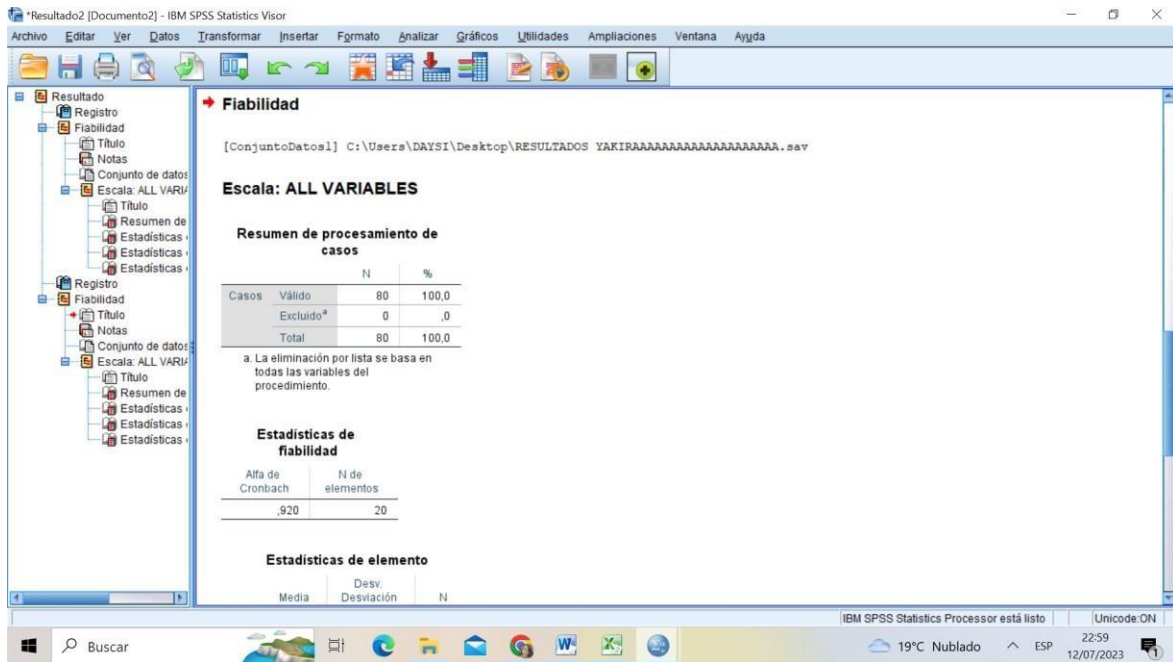 *Resultado2 [Documento2] - IBM SPSS Statistics Visor
Archivo Editar Ver Datos Transformar Insertar Formato Analizar Gráficos Utilidades Ampliaciones Ventana Ayuda
Resultado
Registro
Fiabilidad
Título
Notas
Conjunto de datos
Escala: ALL VARIA
Título
Resumen de
Estadísticas
Estadísticas
Estadísticas
Registro
Fiabilidad
Título
Notas
Conjunto de datos
Escala: ALL VARIA
Título
Resumen de
Estadísticas
Estadísticas
Estadísticas
Fiabilidad
[ConjuntoDatos1] C:\Users\DAYSI\Desktop\RESULTADOS YAKIRAAAAAAAAAAAAAAAAAAAAA.sav
Escala: ALL VARIABLES
Resumen de procesamiento de
casos
N %
Casos Válido 80 100,0
Excluido^a 0 ,0
Total 80 100,0
a. La eliminación por lista se basa en
todas las variables del
procedimiento.
Estadísticas de
fiabilidad
Alfa de N de
Cronbach elementos
,920 20
Estadísticas de elemento
Desv.
Media Desviación N
IBM SPSS Statistics Processor está listo Unicode:ON
Buscar
19°C Nublado ESP
22:59
12/07/2023